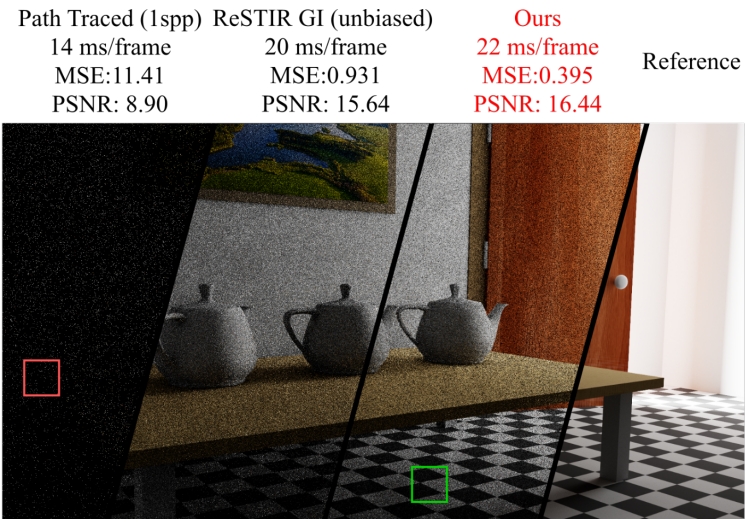 Path Traced (1spp)
14 ms/frame
MSE:11.41
PSNR: 8.90
ReSTIR GI (unbiased)
20 ms/frame
MSE:0.931
PSNR: 15.64
Ours
22 ms/frame
MSE:0.395
PSNR: 16.44
Reference